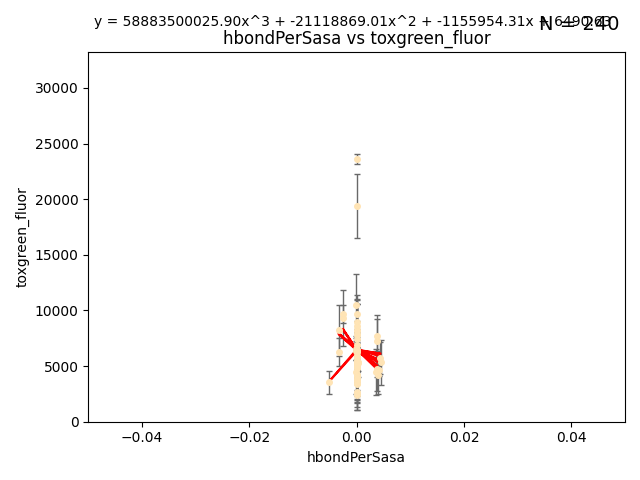 y = 58883500025.90x^3 + -21118869.01x^2 + -1155954.31x + 6490.63
N = 240
hbondPerSasa vs toxgreen_fluor
30000
25000
20000
15000
10000
5000
0
toxgreen_fluor
−0.04 −0.02 0.00 0.02 0.04
hbondPerSasa